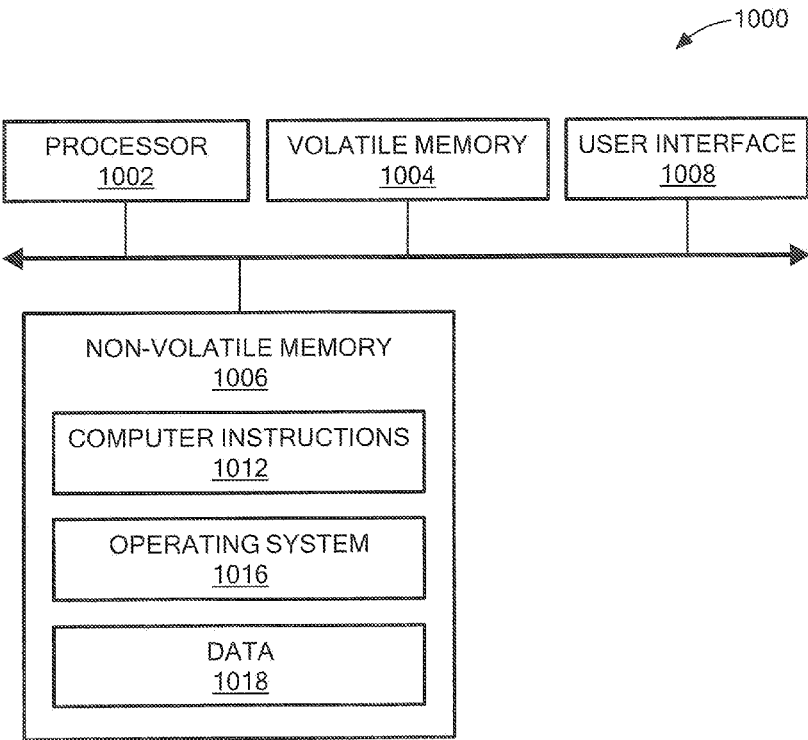 1000
PROCESSOR
1002
VOLATILE MEMORY
1004
USER INTERFACE
1008
NON-VOLATILE MEMORY
1006
COMPUTER INSTRUCTIONS
1012
OPERATING SYSTEM
1016
DATA
1018